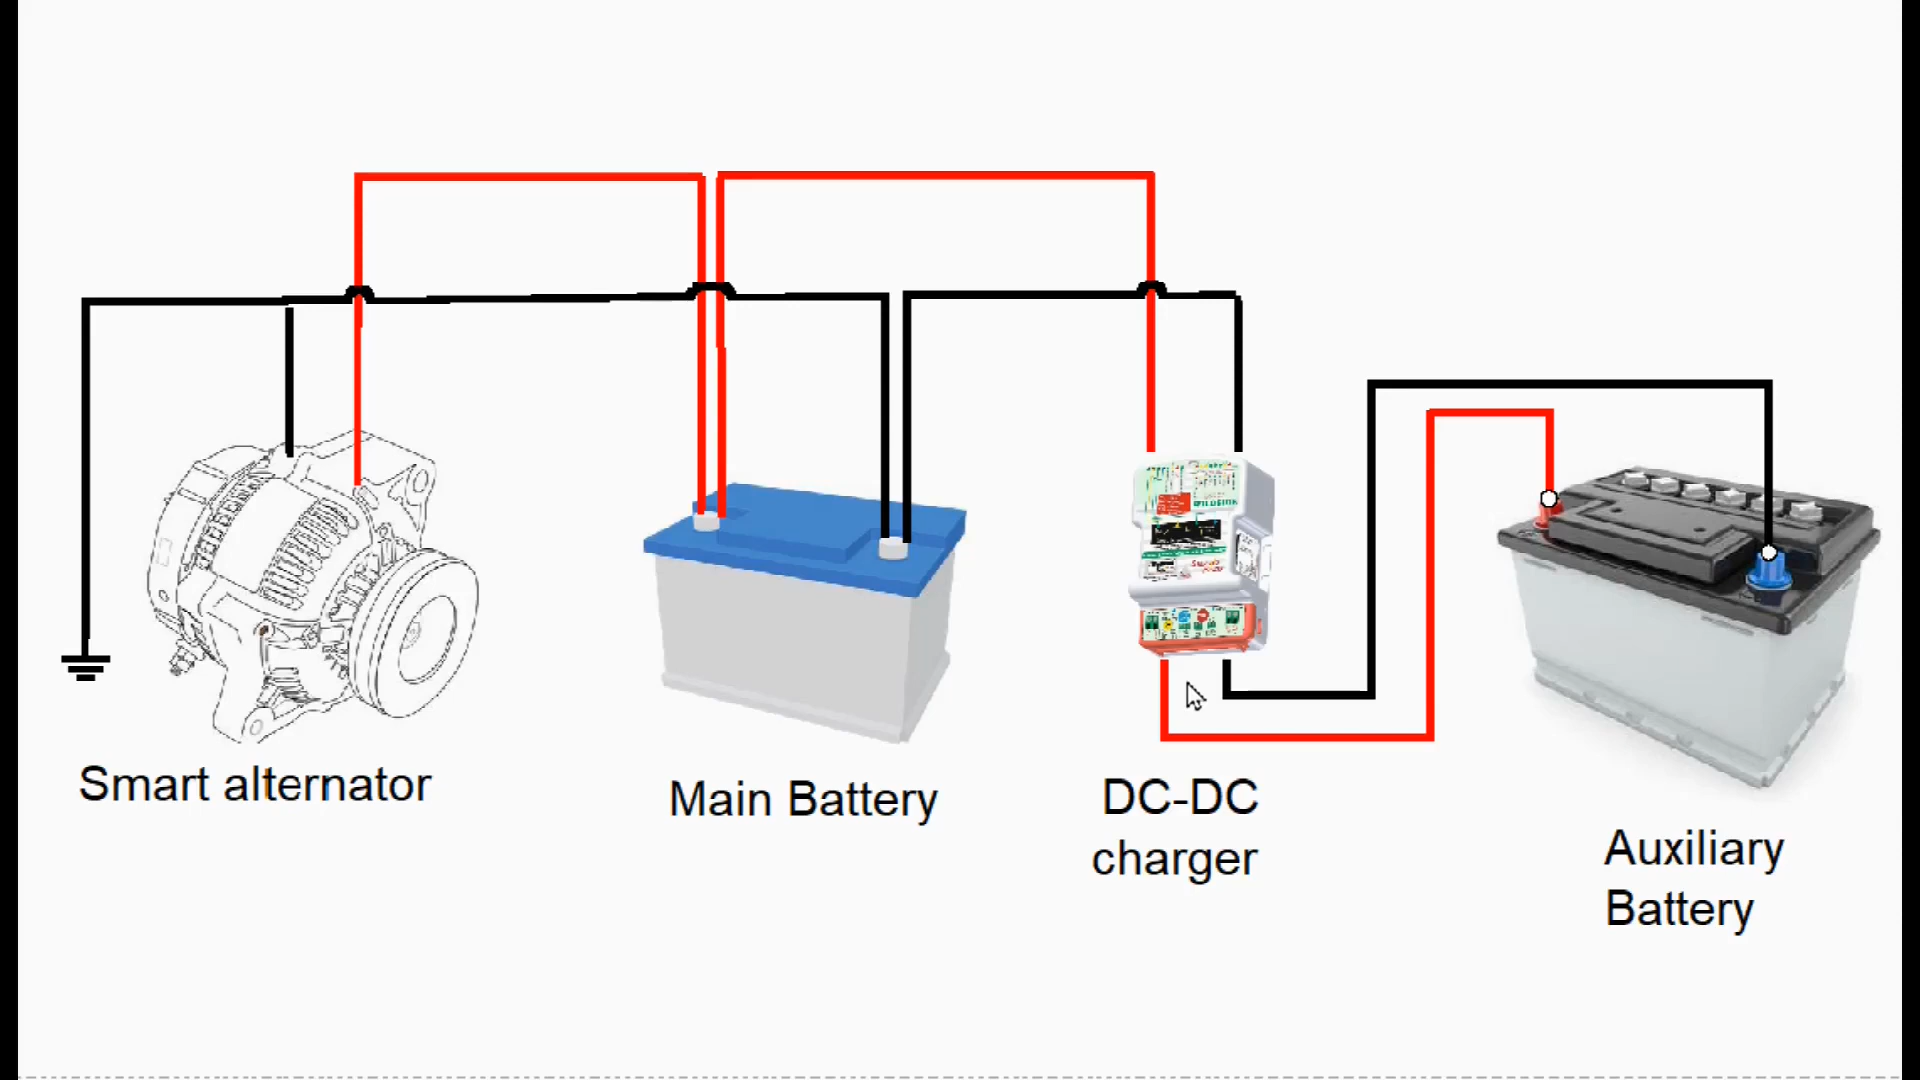 Smart alternator
Main Battery
DC-DC
charger
Auxiliary
Battery